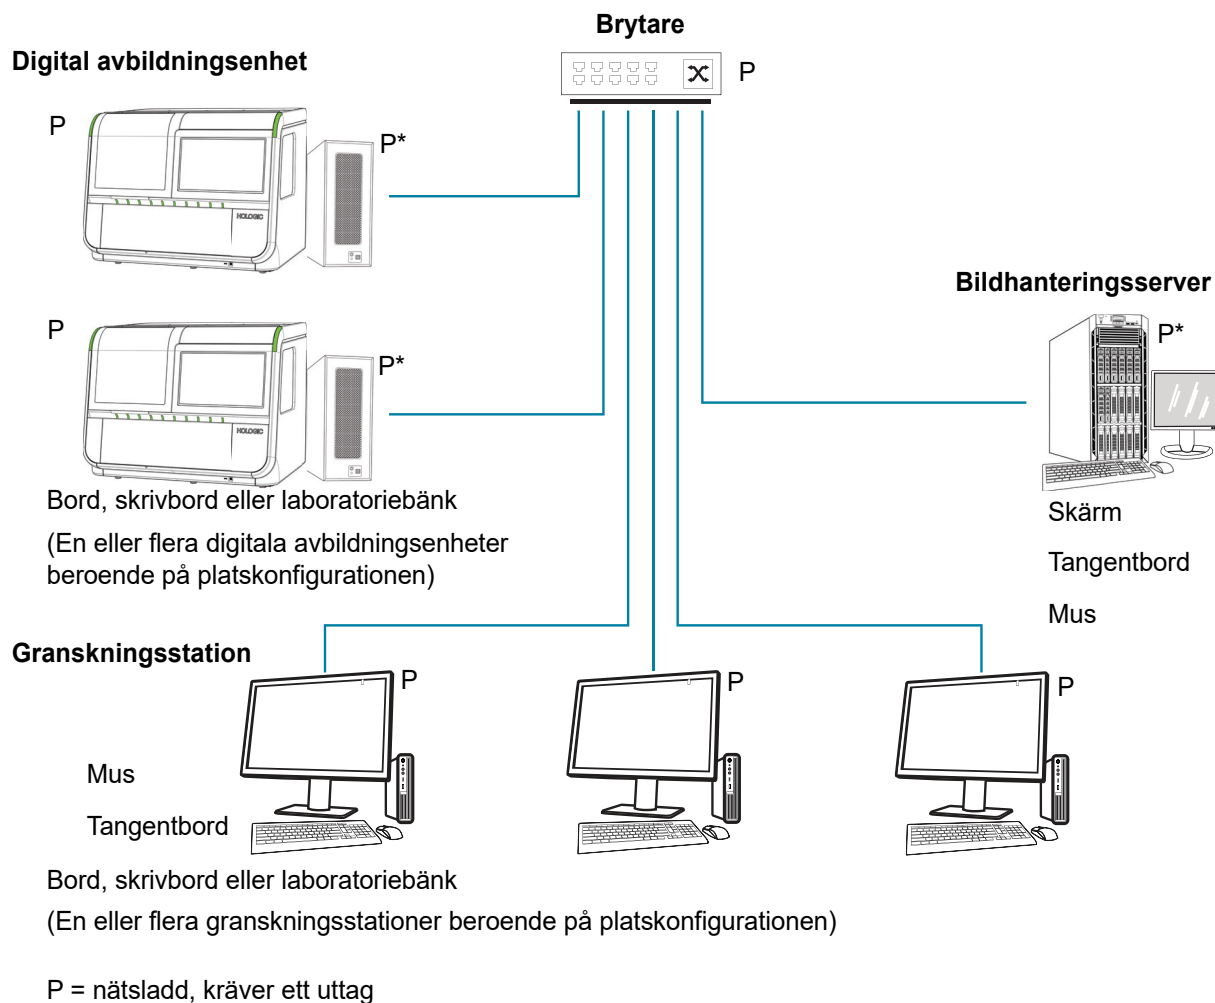 Brytare
Digital avbildningsenhet
P
P
P*
HOLOGIC
Bildhanteringsserver
P
P*
P*
HOLOGIC
Bord, skrivbord eller laboratoriebänk
(En eller flera digitala avbildningsenheter
beroende på platskonfigurationen)
Skärm
Tangentbord
Mus
Granskningsstation
P
P
P
Mus
Tangentbord
Bord, skrivbord eller laboratoriebänk
(En eller flera granskningsstationer beroende på platskonfigurationen)
P = nätsladd, kräver ett uttag